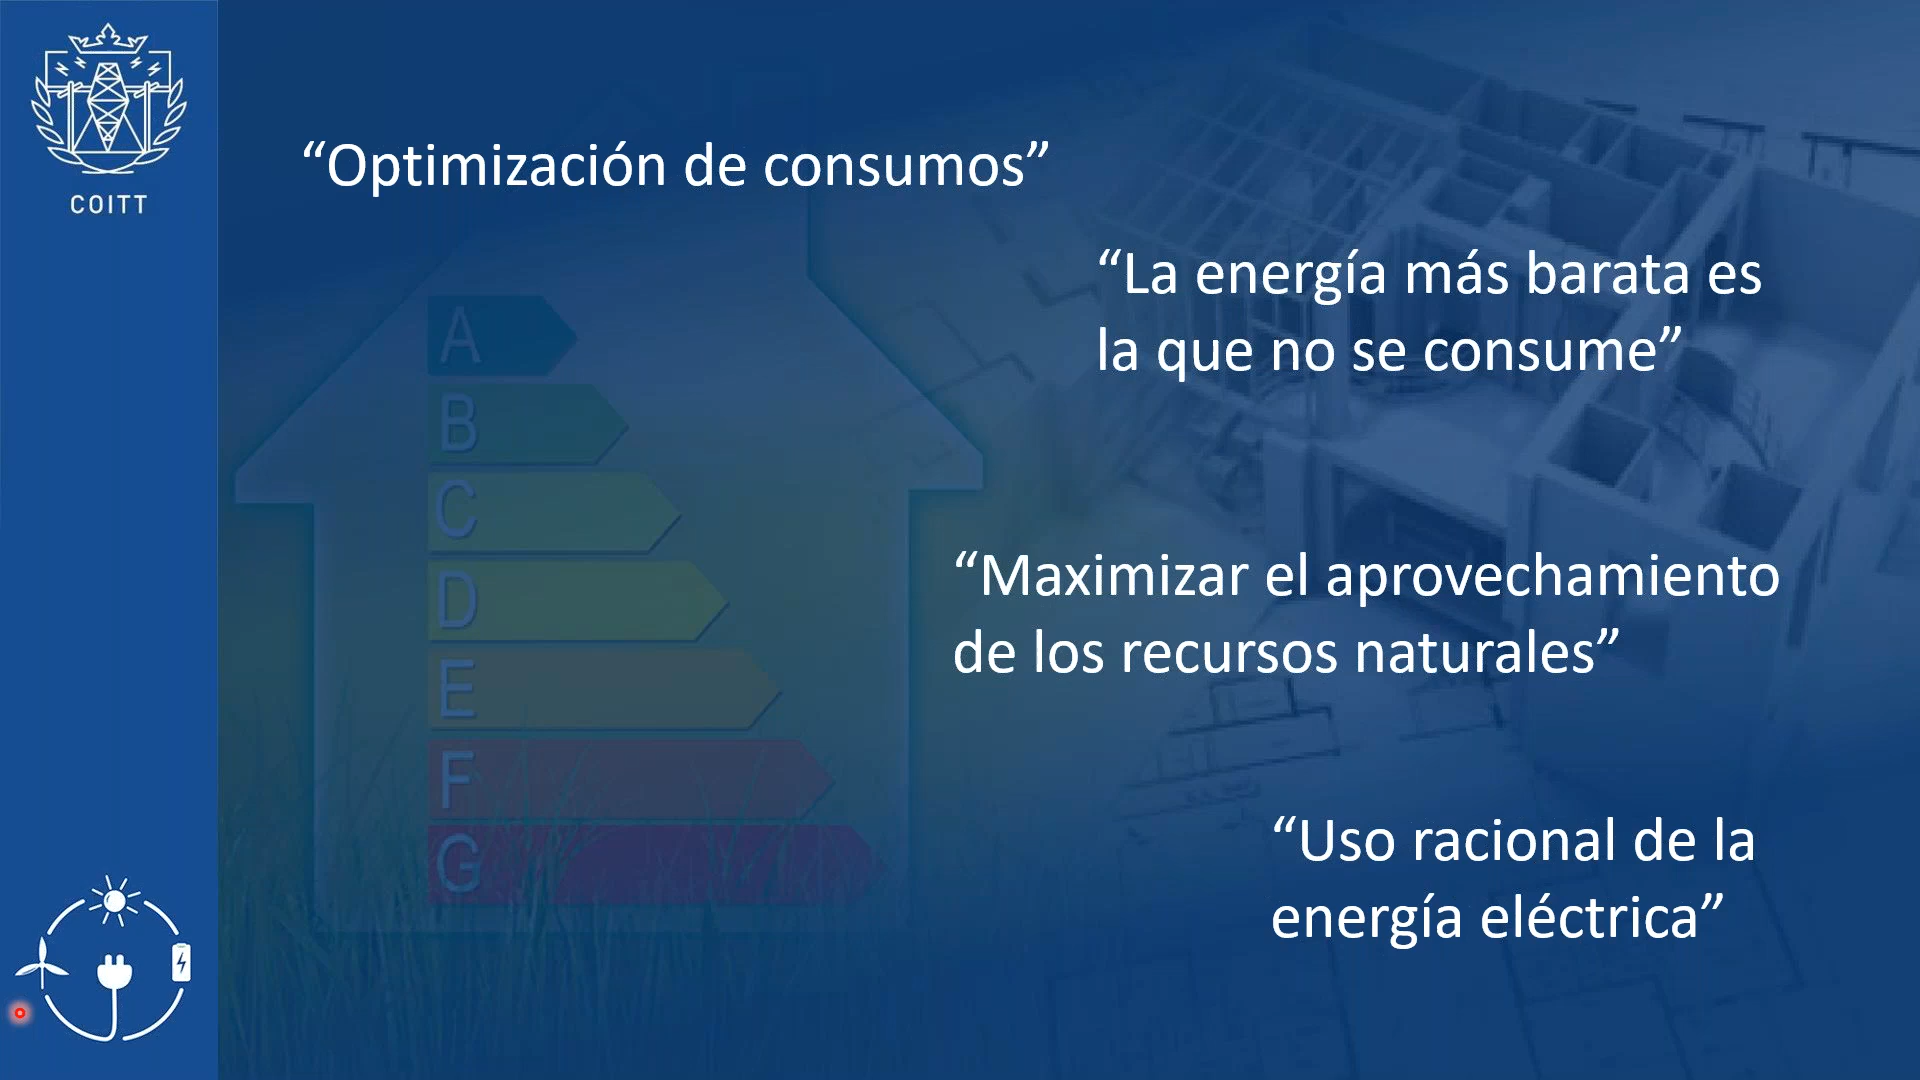 COITT
“Optimización de consumos”
“La energía más barata es
la que no se consume”
A
B
C
D
E
F
G
“Maximizar el aprovechamiento
de los recursos naturales”
“Uso racional de la
energía eléctrica”